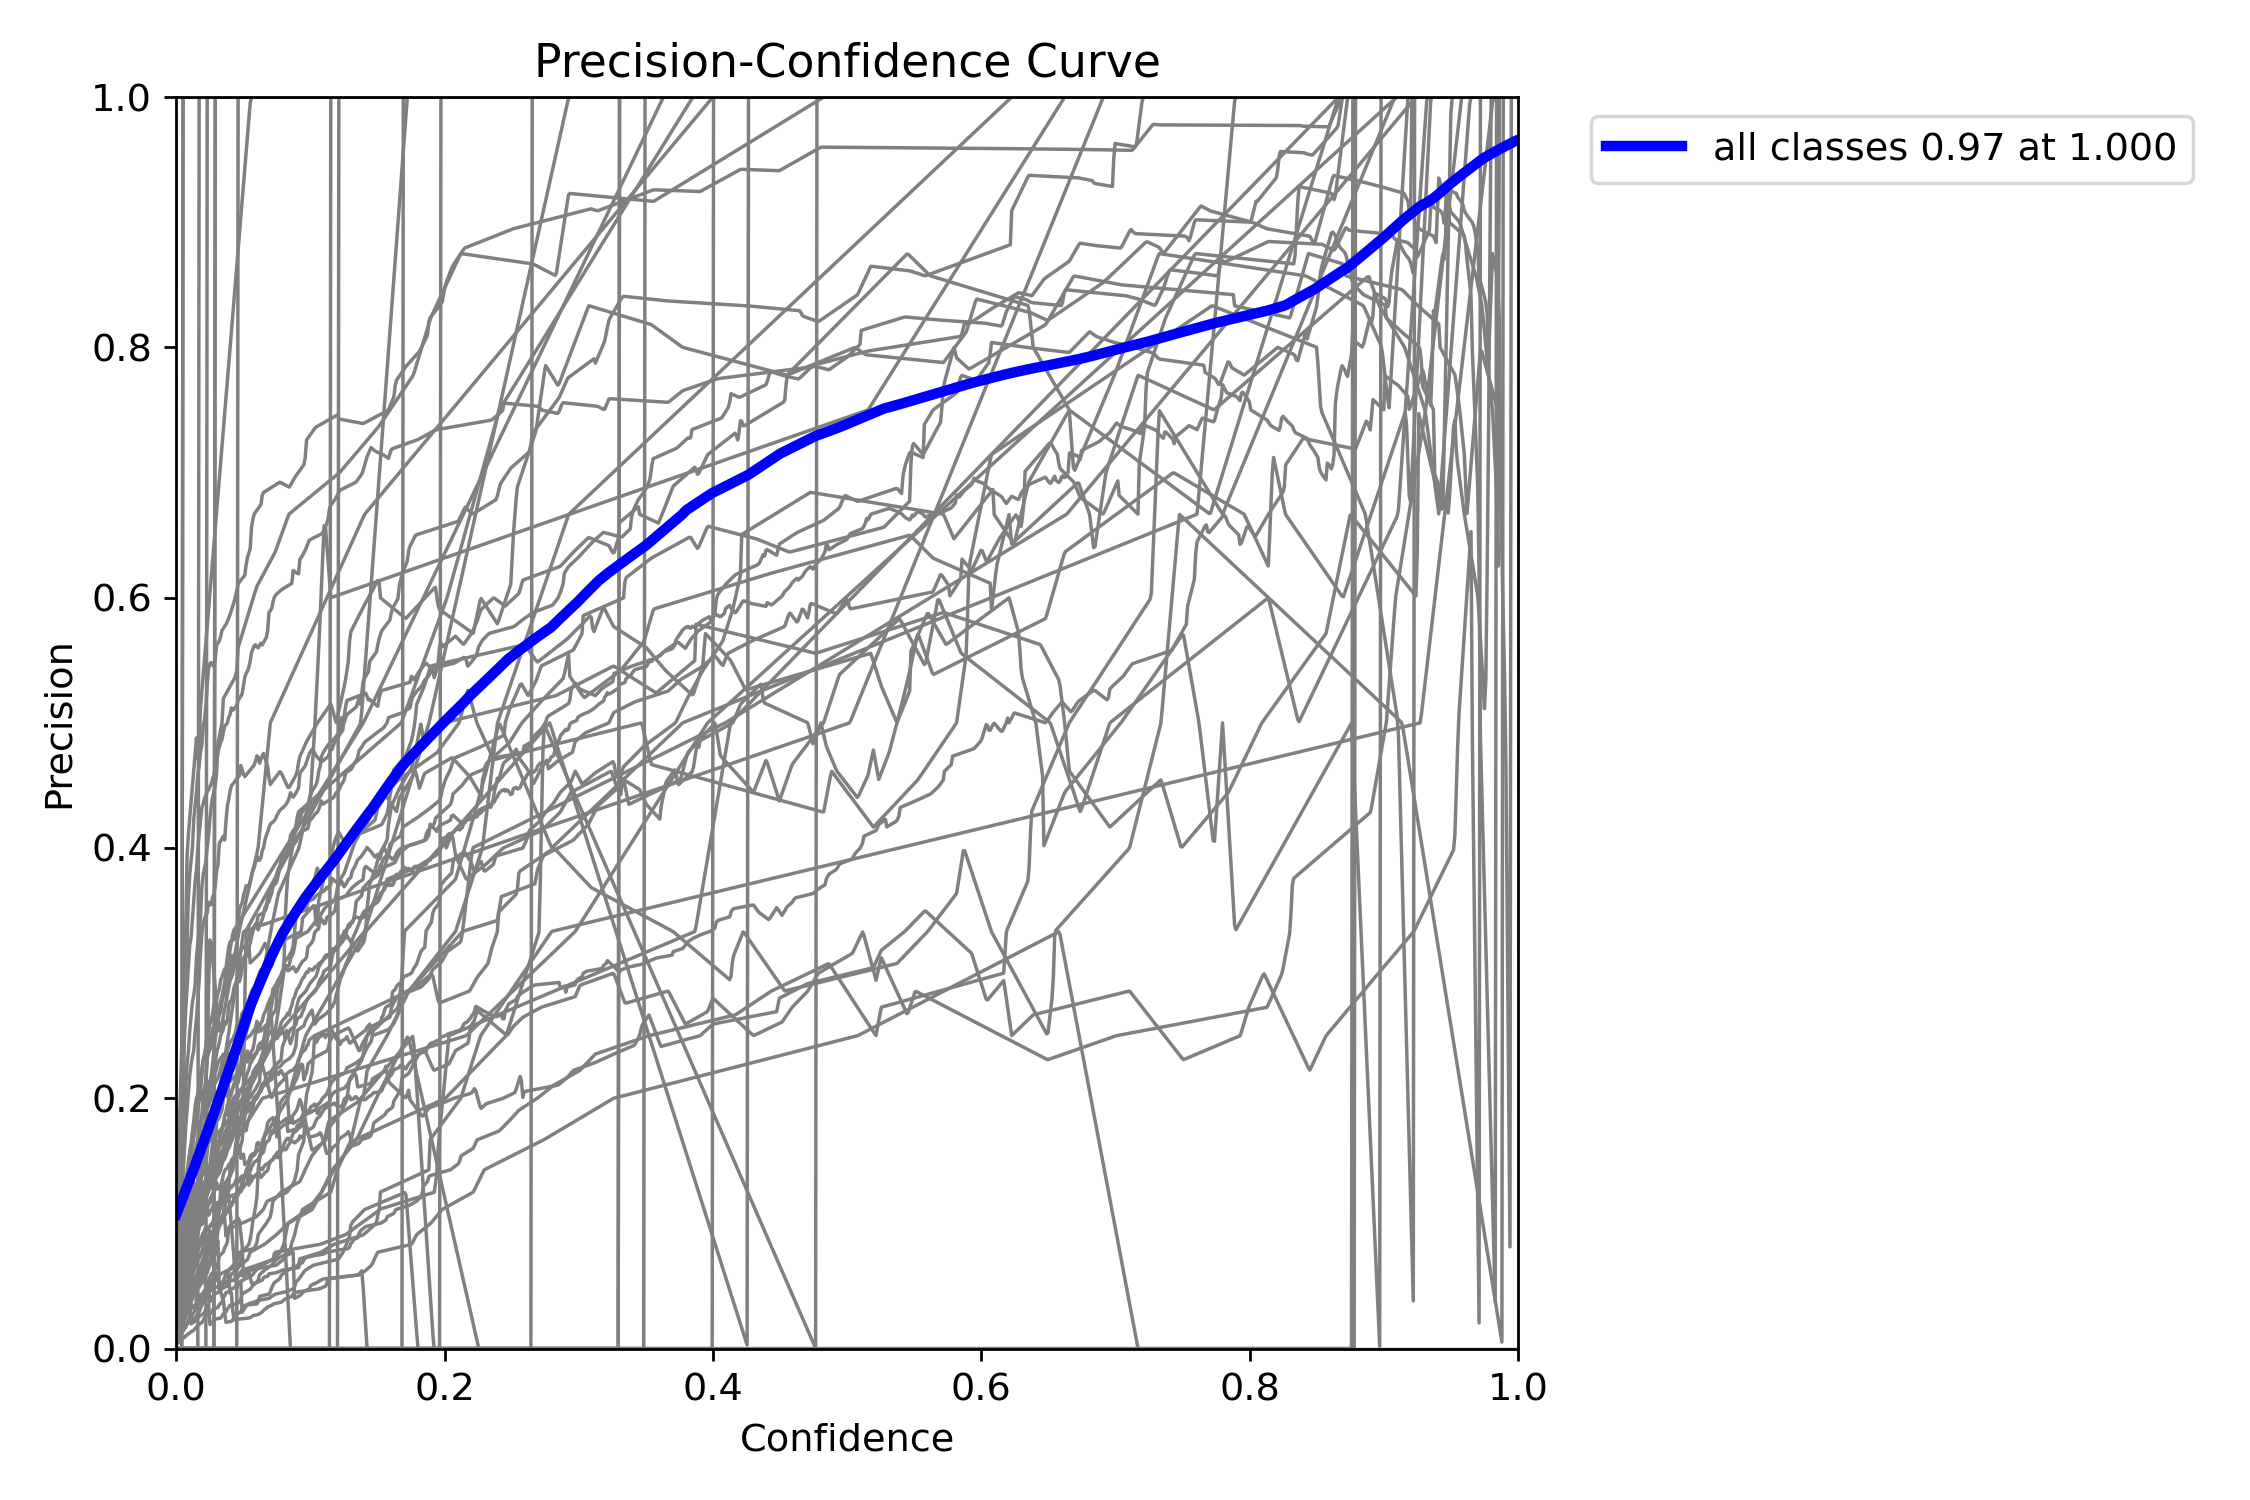 Precision-Confidence Curve
all classes 0.97 at 1.000
Precision
1.0
0.8
0.6
0.4
0.2
0.0
0.0 0.2 0.4 0.6 0.8 1.0
Confidence